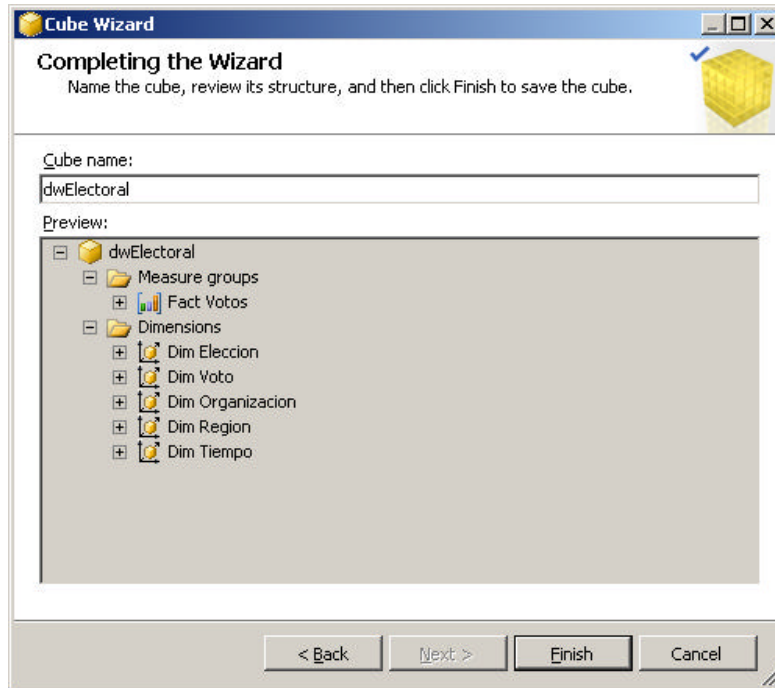 Cube Wizard
Completing the Wizard
Name the cube, review its structure, and then click Finish to save the cube.
Cube name:
dwElectoral
Preview:
dwElectoral
Measure groups
Fact Votos
Dimensions
Dim Eleccion
Dim Voto
Dim Organizacion
Dim Region
Dim Tiempo
< Back Next > Finish Cancel